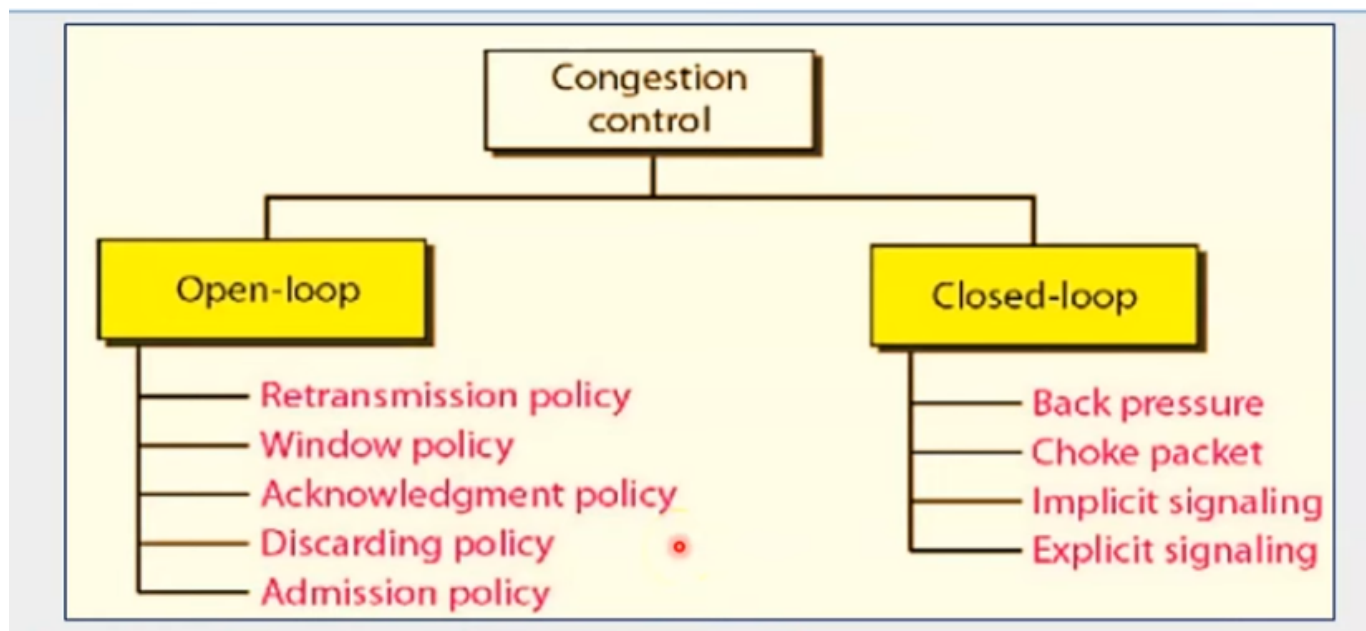 Congestion
control
Open-loop
Closed-loop
Retransmission policy
Window policy
Acknowledgment policy
Discarding policy
Admission policy
Back pressure
Choke packet
Implicit signaling
Explicit signaling